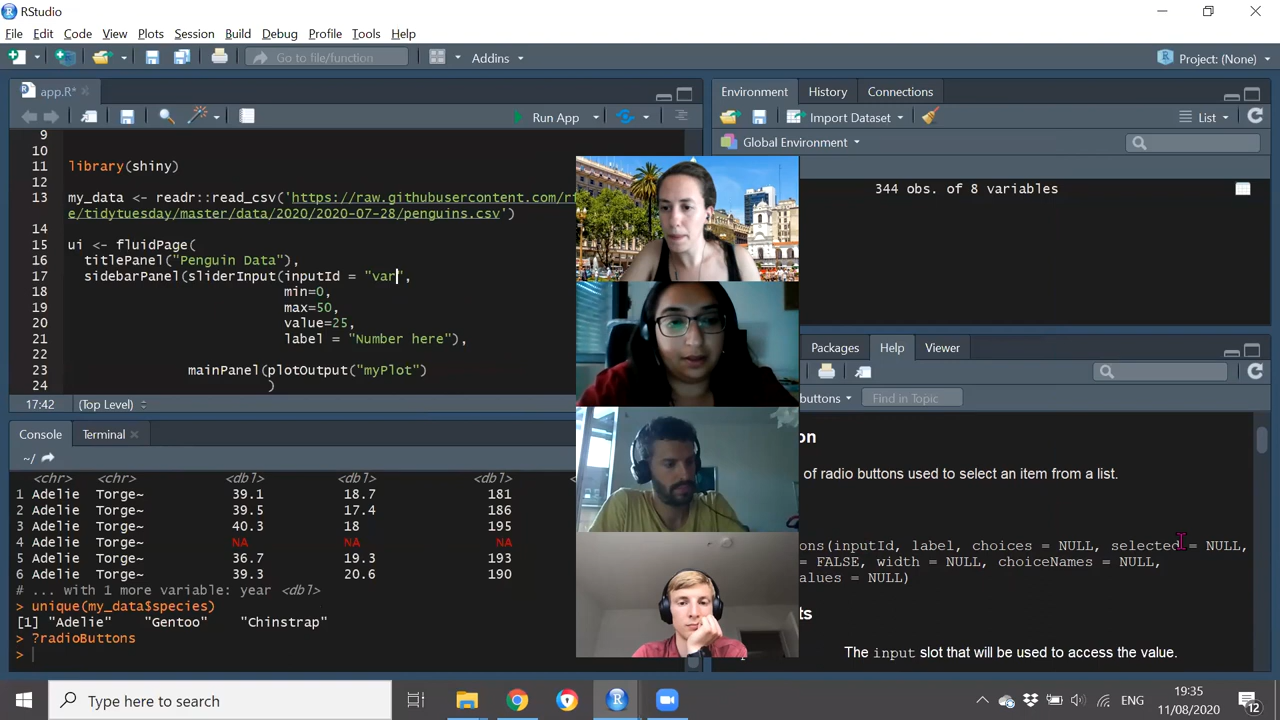 RStudio
File Edit Code View Plots Session Build Debug Profile Tools Help
Go to file/function Addins Project: (None)
app.R*
Run App
9
10
11 library(shiny)
12
13 my_data <- readr::read_csv('https://raw.githubusercontent.com/r
e/tidytuesday/master/data/2020/2020-07-28/penguins.csv')
14
15 ui <- fluidPage(
16 titlePanel("Penguin Data"),
17 sidebarPanel(sliderInput(inputId = "var",
18 min=0,
19 max=50,
20 value=25,
21 label = "Number here"),
22
23 mainPanel(plotOutput("myPlot")
24 )
17:42 (Top Level)
Console Terminal
~/
<chr> <chr> <dbl> <dbl> <dbl>
1 Adelie Torge~ 39.1 18.7 181
2 Adelie Torge~ 39.5 17.4 186
3 Adelie Torge~ 40.3 18 195
4 Adelie Torge~ NA NA NA
5 Adelie Torge~ 36.7 19.3 193
6 Adelie Torge~ 39.3 20.6 190
# ... with 1 more variable: year <dbl>
> unique(my_data$species)
[1] "Adelie" "Gentoo" "Chinstrap"
> ?radioButtons
>
Environment History Connections
Import Dataset List
Global Environment
344 obs. of 8 variables
Packages Help Viewer
buttons Find in Topic
on
of radio buttons used to select an item from a list.
ons(inputId, label, choices = NULL, selected = NULL,
= FALSE, width = NULL, choiceNames = NULL,
alues = NULL)
ts
The input slot that will be used to access the value.
Type here to search
ENG
19:35
11/08/2020
12